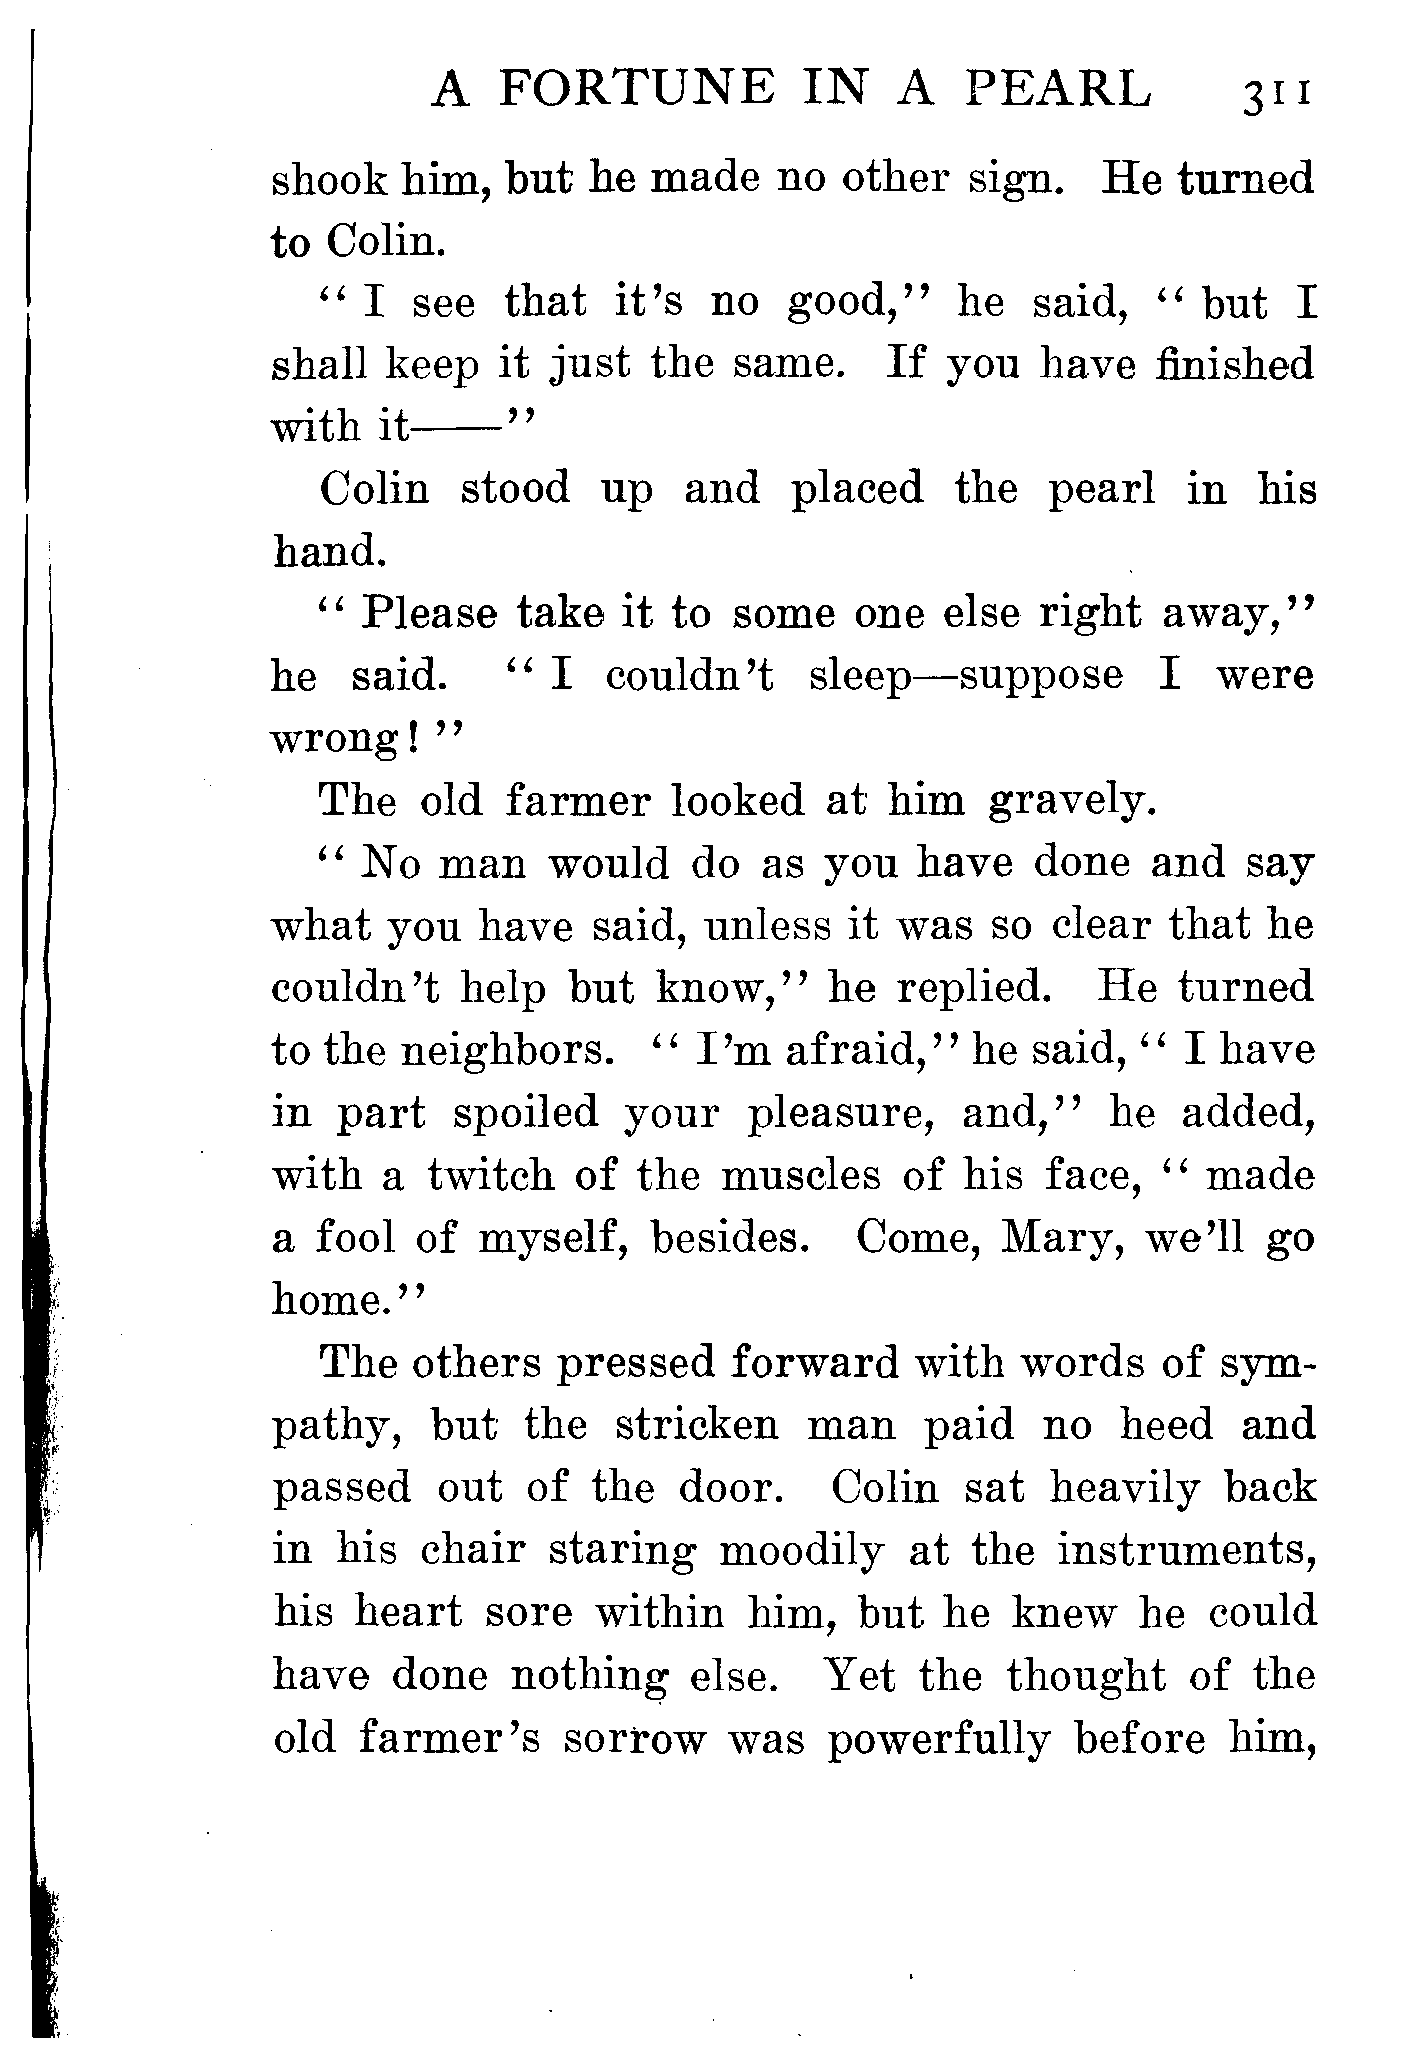 A FORTUNE IN A PEARL 311
shook him, but he made no other sign. He turned
to Colin.
“ I see that it’s no good,” he said, “ but I
shall keep it just the same. If you have finished
with it——”
Colin stood up and placed the pearl in his
hand.
“ Please take it to some one else right away,”
he said. “ I couldn’t sleep—suppose I were
wrong! ”
The old farmer looked at him gravely.
“ No man would do as you have done and say
what you have said, unless it was so clear that he
couldn’t help but know,” he replied. He turned
to the neighbors. “ I’m afraid,” he said, “ I have
in part spoiled your pleasure, and,” he added,
with a twitch of the muscles of his face, “ made
a fool of myself, besides. Come, Mary, we’ll go
home.”
The others pressed forward with words of sym-
pathy, but the stricken man paid no heed and
passed out of the door. Colin sat heavily back
in his chair staring moodily at the instruments,
his heart sore within him, but he knew he could
have done nothing else. Yet the thought of the
old farmer’s sorrow was powerfully before him,